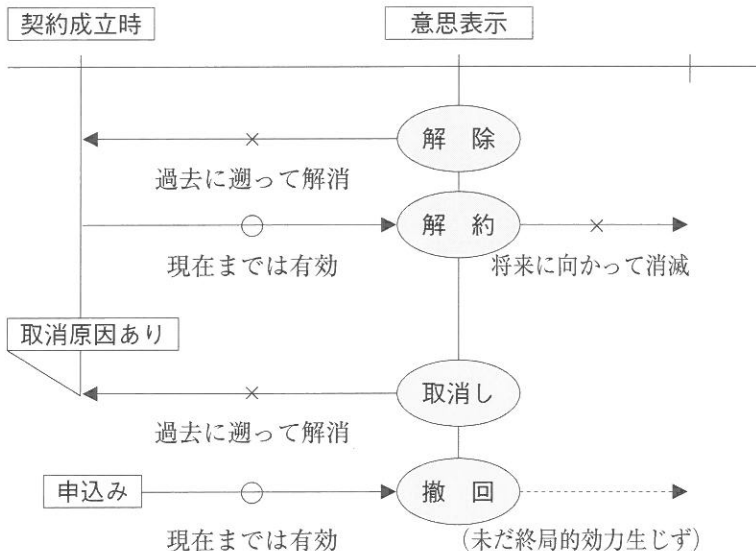 契約成立時
意思表示
解 除
過去に遡って解消
解 約
現在までは有効
将来に向かって消滅
取消原因あり
取消し
過去に遡って解消
申込み
撤 回
現在までは有効
(未だ終局的効力生じず)